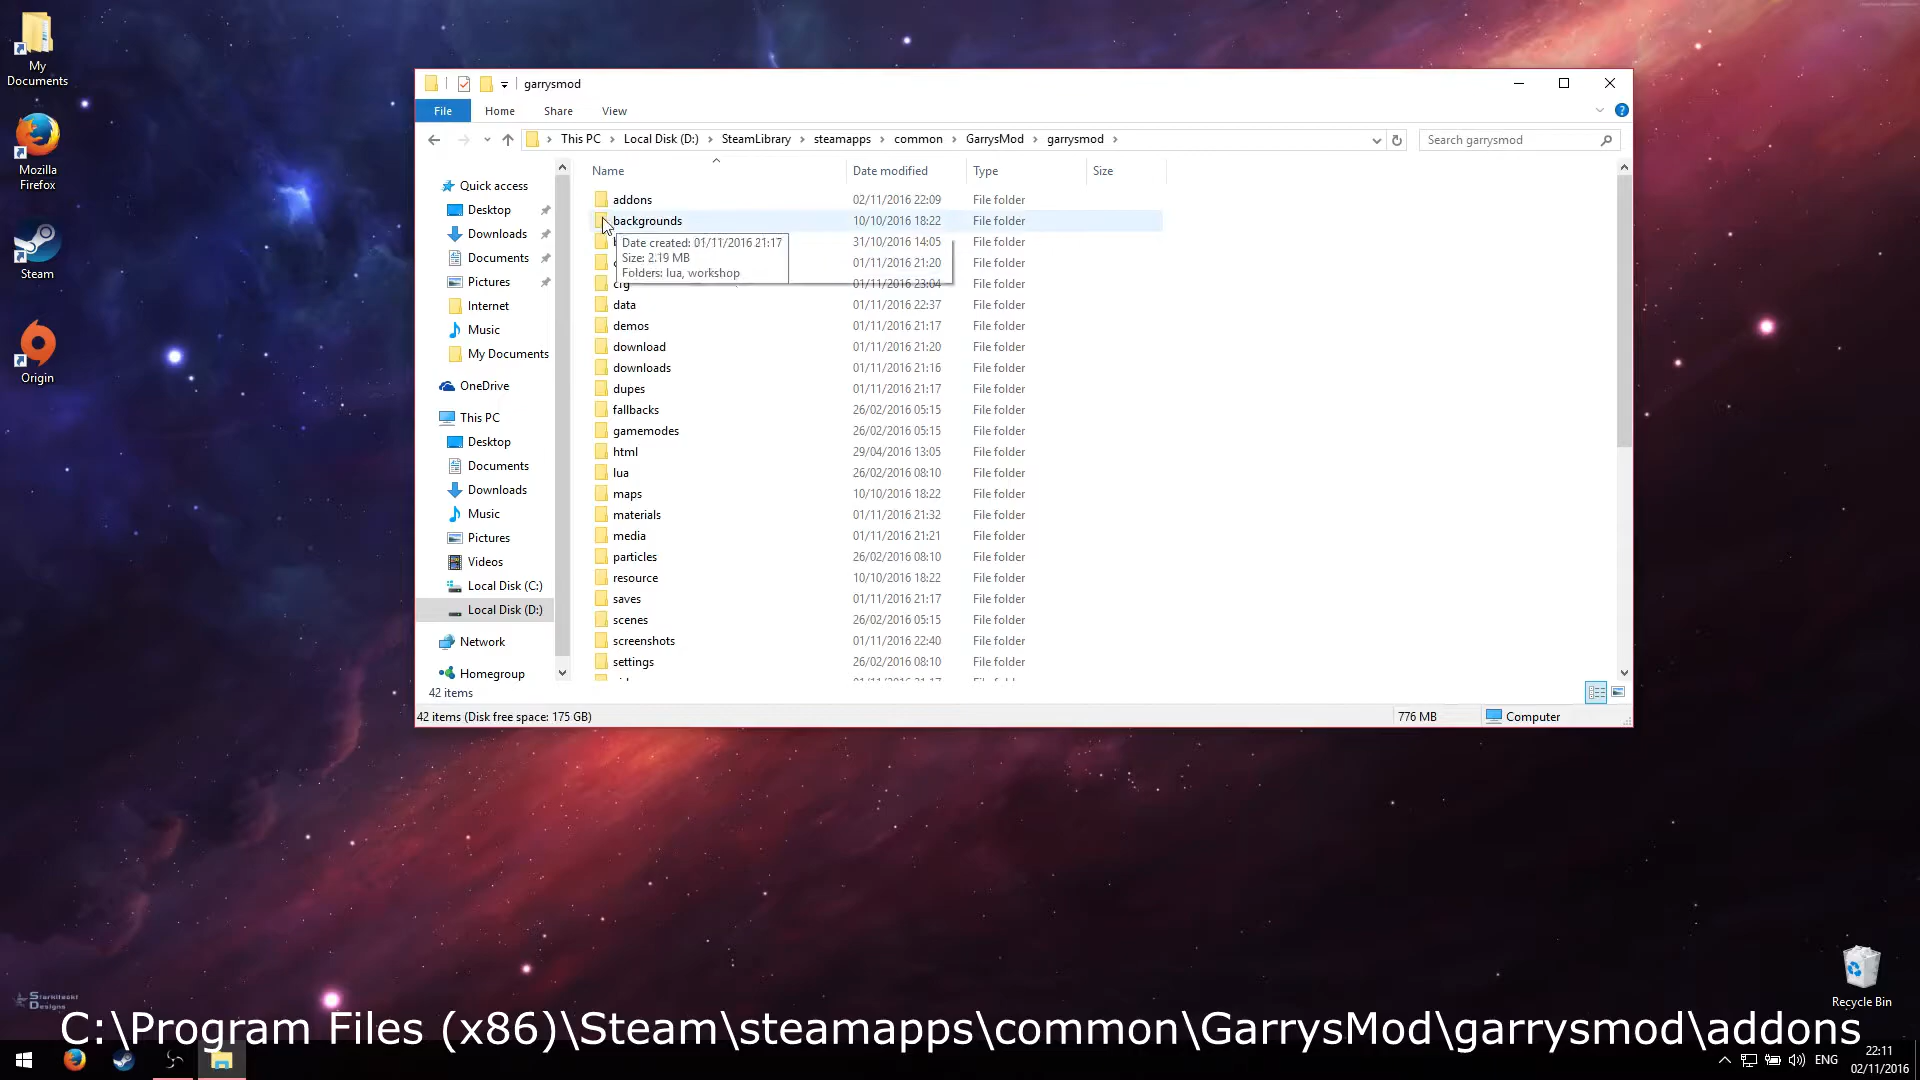 My
Documents
Mozilla
Firefox
Steam
Origin
garrysmod
File Home Share View
This PC Local Disk (D:) SteamLibrary steamapps common GarrysMod garrysmod
Search garrysmod
Quick access
Desktop
Downloads
Documents
Pictures
Internet
Music
My Documents
OneDrive
This PC
Desktop
Documents
Downloads
Music
Pictures
Videos
Local Disk (C:)
Local Disk (D:)
Network
Homegroup
Name Date modified Type Size
addons 02/11/2016 22:09 File folder
backgrounds 10/10/2016 18:22 File folder
31/10/2016 14:05 File folder
01/11/2016 21:20 File folder
cfg 01/11/2016 23:04 File folder
Date created: 01/11/2016 21:17
Size: 2.19 MB
Folders: lua, workshop
data 01/11/2016 22:37 File folder
demos 01/11/2016 21:17 File folder
download 01/11/2016 21:20 File folder
downloads 01/11/2016 21:16 File folder
dupes 01/11/2016 21:17 File folder
fallbacks 26/02/2016 05:15 File folder
gamemodes 26/02/2016 05:15 File folder
html 29/04/2016 13:05 File folder
lua 26/02/2016 08:10 File folder
maps 10/10/2016 18:22 File folder
materials 01/11/2016 21:32 File folder
media 01/11/2016 21:21 File folder
particles 26/02/2016 08:10 File folder
resource 10/10/2016 18:22 File folder
saves 01/11/2016 21:17 File folder
scenes 26/02/2016 05:15 File folder
screenshots 01/11/2016 22:40 File folder
settings 26/02/2016 08:10 File folder
42 items
42 items (Disk free space: 175 GB) 776 MB Computer
Recycle Bin
StarkitecKt
Designs
C:\Program Files (x86)\Steam\steamapps\common\GarrysMod\garrysmod\addons
ENG
22:11
02/11/2016